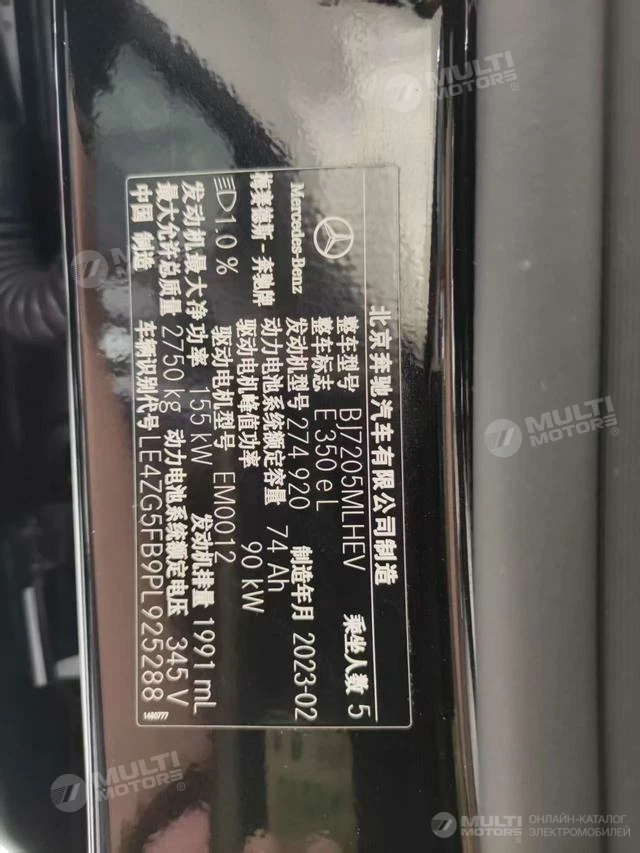 北京奔驰汽车有限公司制造
Mercedes-Benz
梅赛德斯-奔驰牌
整车型号 BJ7205MLHEV 乘坐人数 5
整车标志 E 350 eL
发动机型号 274 920 制造年月 2023-02
动力电池系统额定容量 74 Ah
驱动电机峰值功率 90 kW
1.0 % 驱动电机型号 EM0012
发动机最大净功率 155 kW 发动机排量 1991 mL
最大允许总质量 2750 kg 动力电池系统额定电压 345 V
中国 制造 车辆识别代号 LE4ZG5FB9PL925288
1480777
MULTI MOTORS®
MULTI MOTORS®
MULTI MOTORS®
MULTI MOTORS®
MULTI MOTORS®
ОНЛАЙН-КАТАЛОГ
ЭЛЕКТРОМОБИЛЕЙ